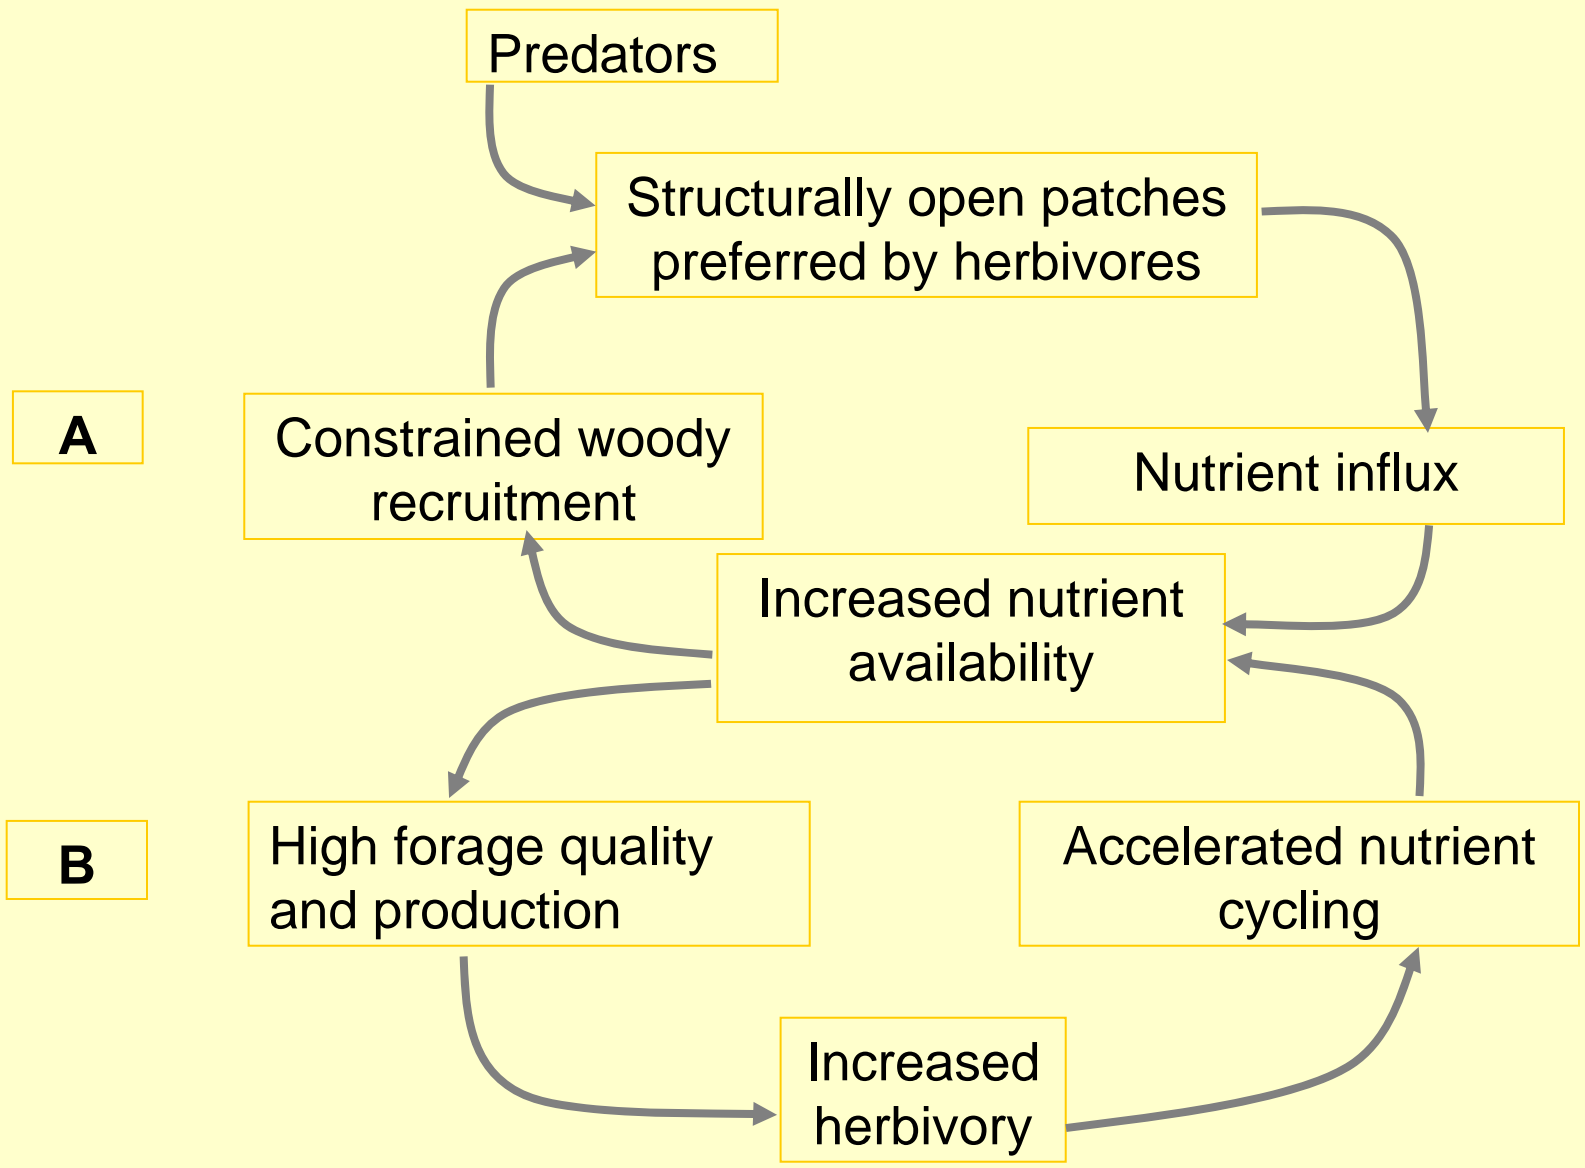 Predators
Structurally open patches
preferred by herbivores
A
Constrained woody
recruitment
Nutrient influx
Increased nutrient
availability
B
High forage quality
and production
Accelerated nutrient
cycling
Increased
herbivory